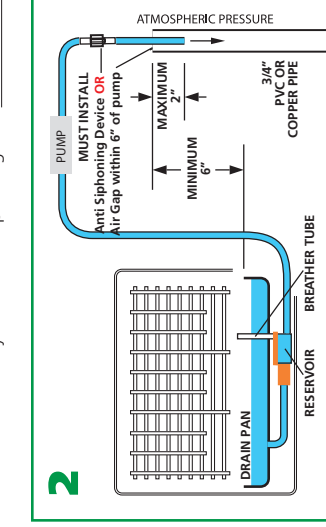 2
ATMOSPHERIC PRESSURE
PUMP
MUST INSTALL
Anti Siphoning Device OR
Air Gap within 6" of pump
MAXIMUM
2"
MINIMUM
6"
3/4"
PVC OR
COPPER PIPE
DRAIN PAN
BREATHER TUBE
RESERVOIR